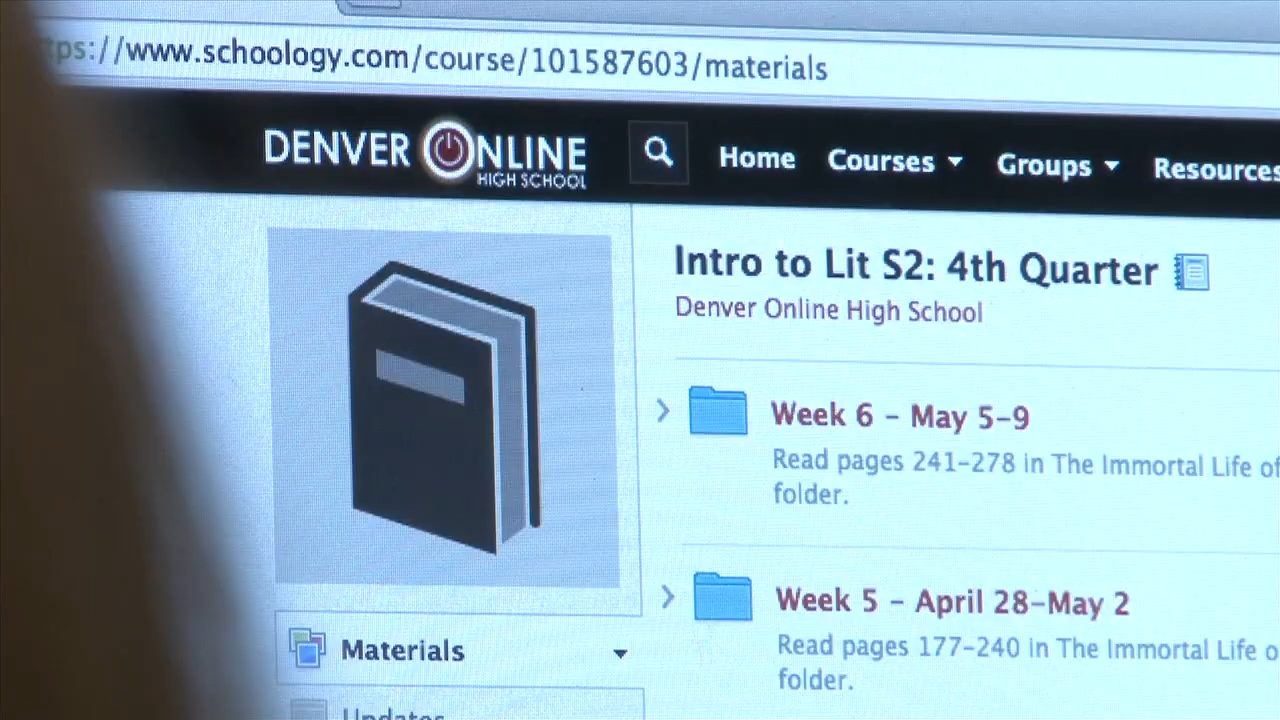 tps://www.schoology.com/course/101587603/materials
DENVER ONLINE
HIGH SCHOOL
Home Courses Groups Resources
Intro to Lit S2: 4th Quarter
Denver Online High School
Week 6 – May 5–9
Read pages 241–278 in The Immortal Life of
folder.
Week 5 – April 28–May 2
Read pages 177–240 in The Immortal Life o
folder.
Materials
Updates